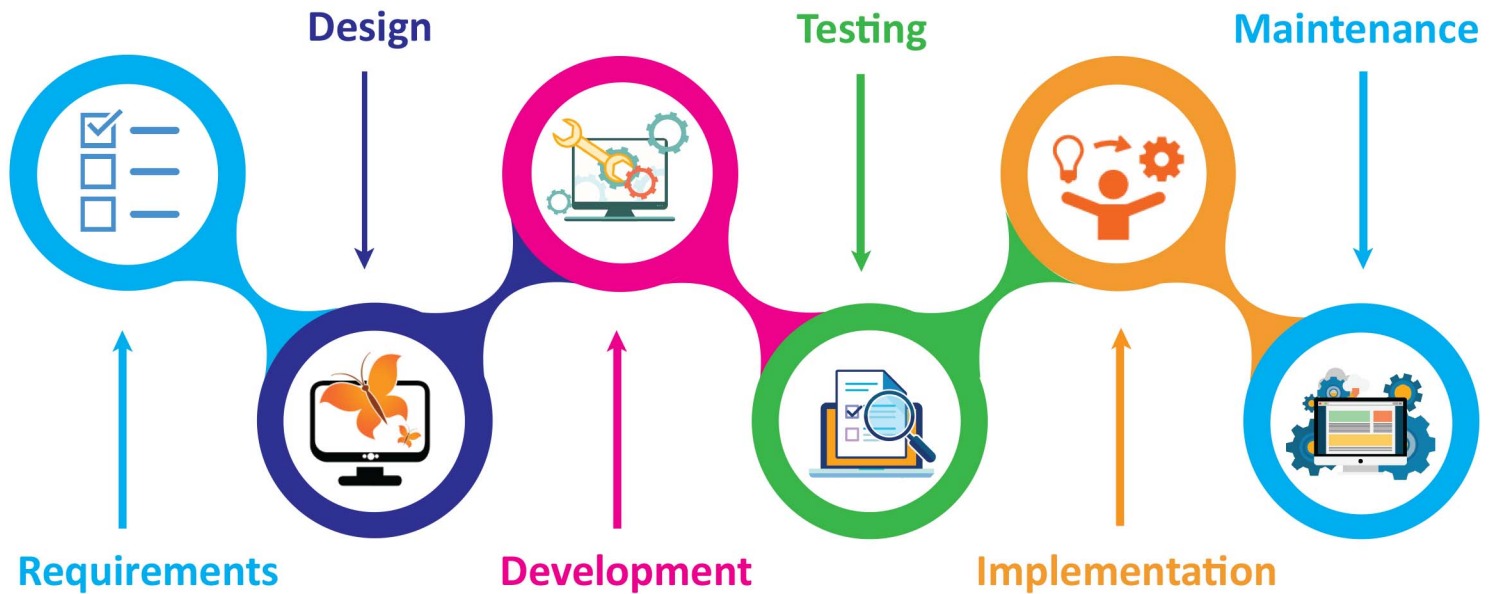 Design
Testing
Maintenance
Requirements
Development
Implementation